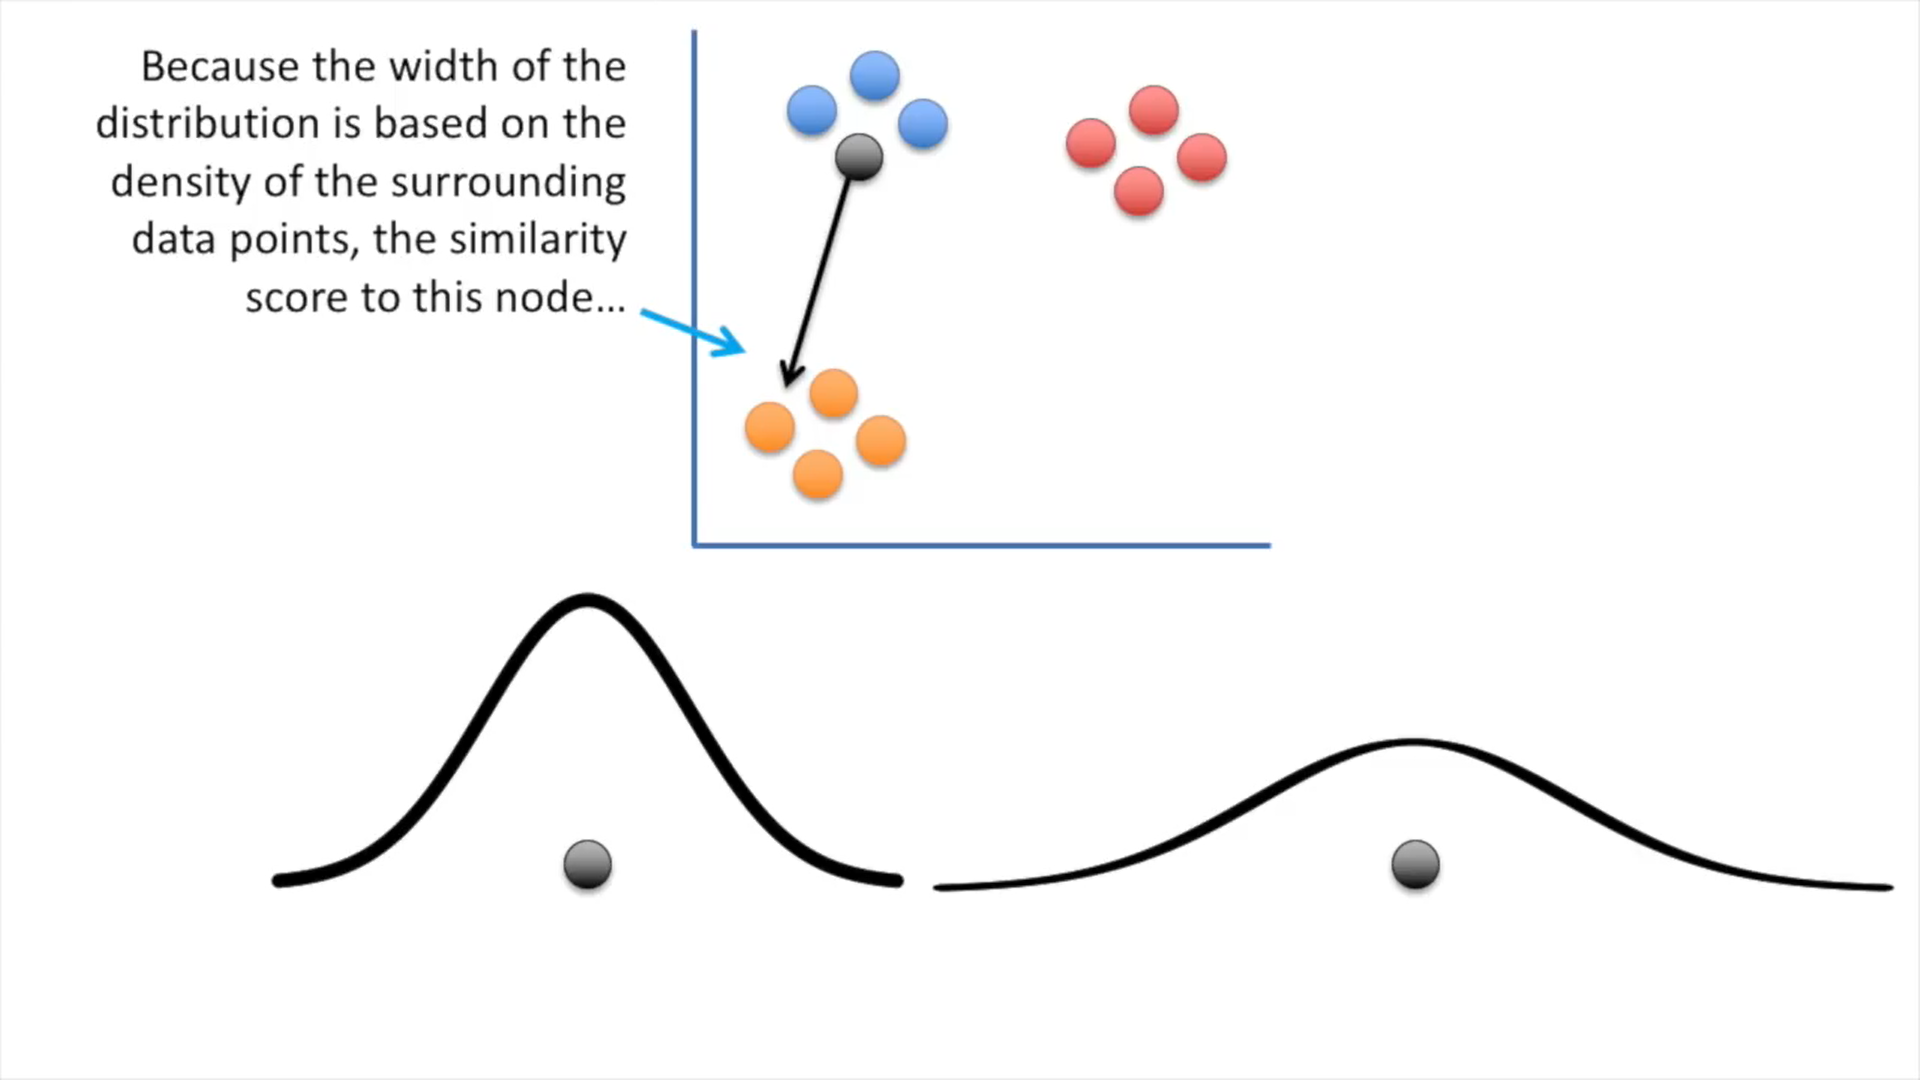 Because the width of the
distribution is based on the
density of the surrounding
data points, the similarity
score to this node...